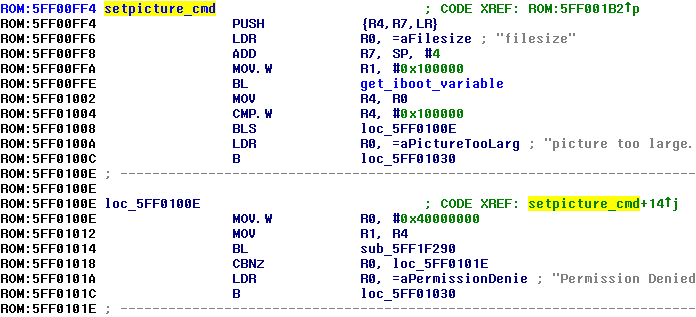 ROM:5FF00FF4 setpicture_cmd ; CODE XREF: ROM:5FF001B2↑p
ROM:5FF00FF4 PUSH {R4,R7,LR}
ROM:5FF00FF6 LDR R0, =aFilesize ; "filesize"
ROM:5FF00FF8 ADD R7, SP, #4
ROM:5FF00FFA MOV.W R1, #0x100000
ROM:5FF00FFE BL get_iboot_variable
ROM:5FF01002 MOV R4, R0
ROM:5FF01004 CMP.W R4, #0x100000
ROM:5FF01008 BLS loc_5FF0100E
ROM:5FF0100A LDR R0, =aPictureTooLarg ; "picture too large.
ROM:5FF0100C B loc_5FF01030
ROM:5FF0100E ; ---------------------------------------------------------------------------
ROM:5FF0100E
ROM:5FF0100E loc_5FF0100E ; CODE XREF: setpicture_cmd+14↑j
ROM:5FF0100E MOV.W R0, #0x40000000
ROM:5FF01012 MOV R1, R4
ROM:5FF01014 BL sub_5FF1F290
ROM:5FF01018 CBNZ R0, loc_5FF0101E
ROM:5FF0101A LDR R0, =aPermissionDenie ; "Permission Denied
ROM:5FF0101C B loc_5FF01030
ROM:5FF0101E ; ---------------------------------------------------------------------------